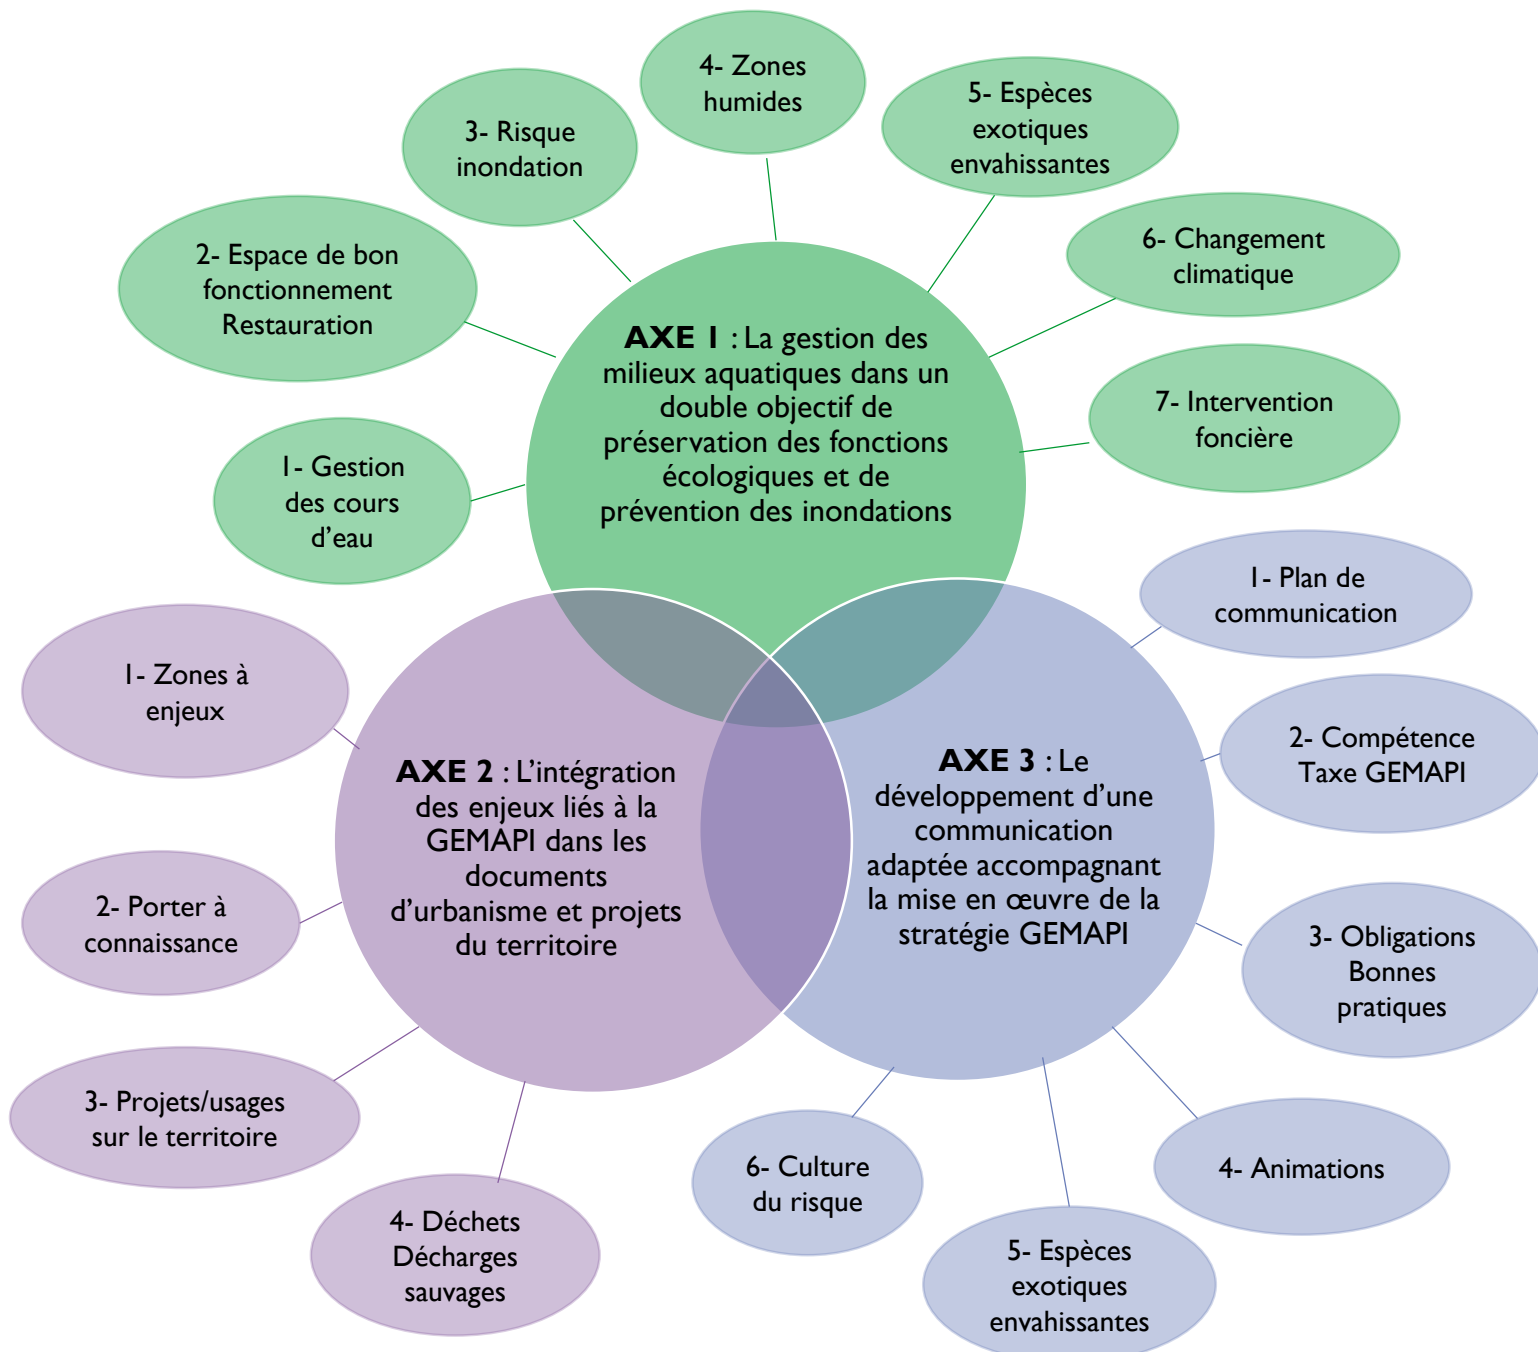 4- Zones
humides
5- Espèces
exotiques
envahissantes
3- Risque
inondation
6- Changement
climatique
2- Espace de bon
fonctionnement
Restauration
AXE 1 : La gestion des
milieux aquatiques dans un
double objectif de
préservation des fonctions
écologiques et de
prévention des inondations
7- Intervention
foncière
1- Gestion
des cours
d’eau
1- Plan de
communication
1- Zones à
enjeux
2- Compétence
Taxe GEMAPI
AXE 2 : L’intégration
des enjeux liés à la
GEMAPI dans les
documents
d’urbanisme et projets
du territoire
AXE 3 : Le
développement d’une
communication
adaptée accompagnant
la mise en œuvre de la
stratégie GEMAPI
2- Porter à
connaissance
3- Obligations
Bonnes
pratiques
3- Projets/usages
sur le territoire
4- Animations
6- Culture
du risque
4- Déchets
Décharges
sauvages
5- Espèces
exotiques
envahissantes